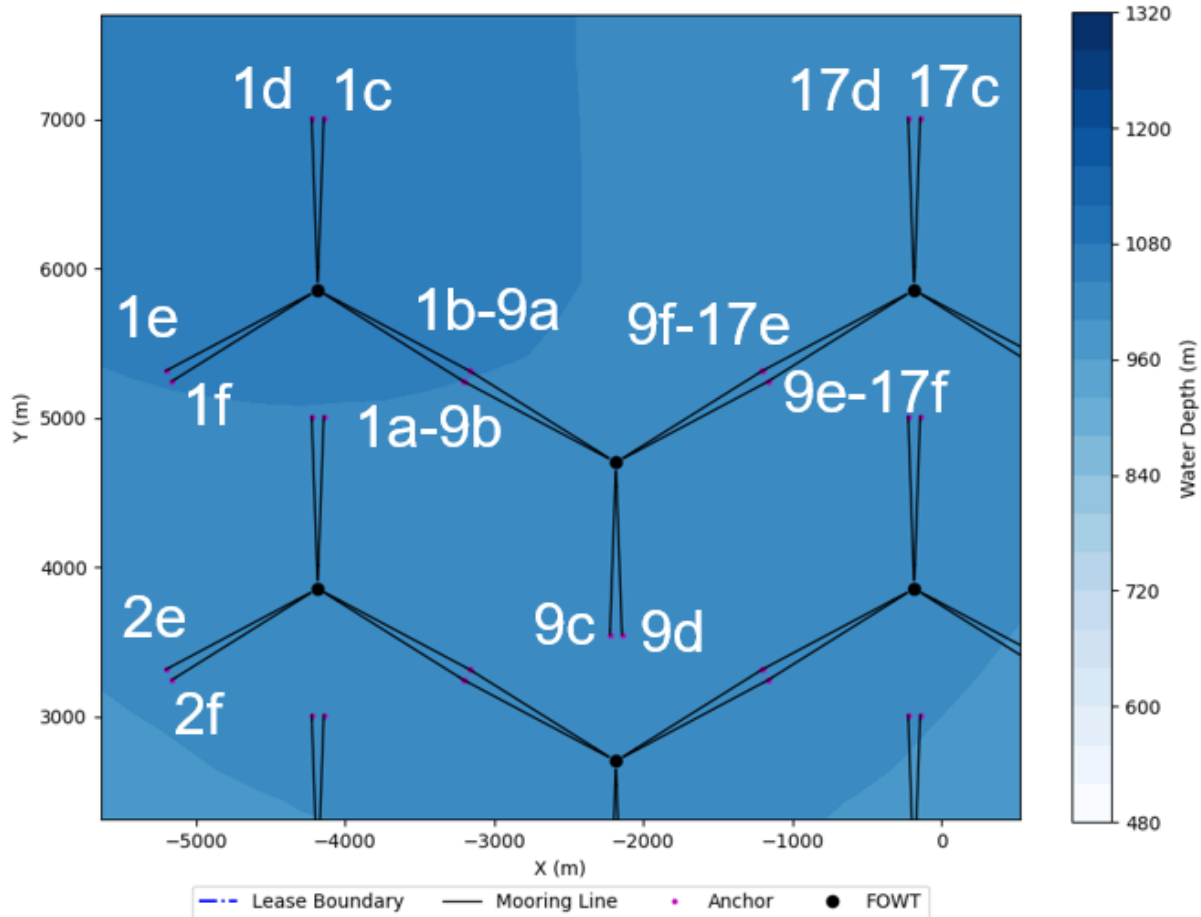 1d 1c 17d 17c
1e 1b-9a 9f-17e
1f 1a-9b 9e-17f
2e 9c 9d
2f
7000
6000
5000
4000
3000
Y (m)
−5000 −4000 −3000 −2000 −1000 0
X (m)
1320
1200
1080
960
840
720
600
480
Water Depth (m)
Lease Boundary Mooring Line Anchor FOWT